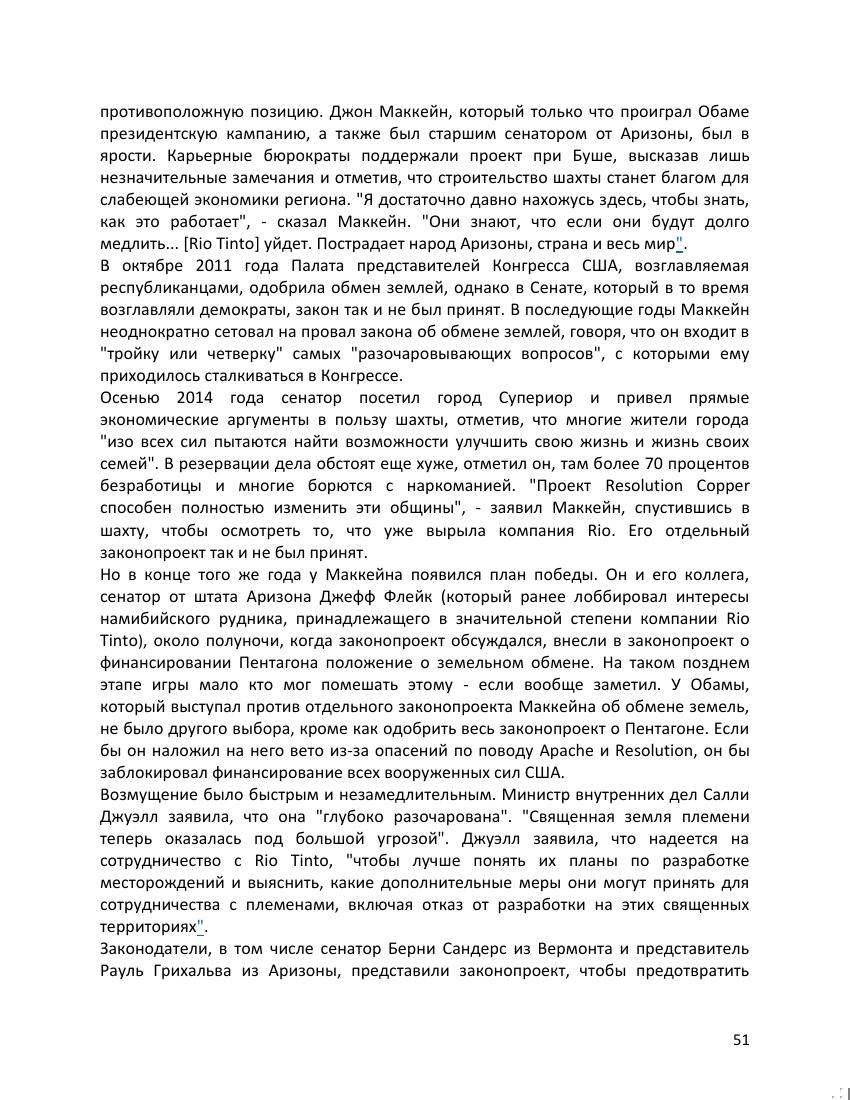 противоположную позицию. Джон Маккейн, который только что проиграл Обаме
президентскую кампанию, а также был старшим сенатором от Аризоны, был в
ярости. Карьерные бюрократы поддержали проект при Буше, высказав лишь
незначительные замечания и отметив, что строительство шахты станет благом для
слабеющей экономики региона. "Я достаточно давно нахожусь здесь, чтобы знать,
как это работает", - сказал Маккейн. "Они знают, что если они будут долго
медлить... [Rio Tinto] уйдет. Пострадает народ Аризоны, страна и весь мир".
В октябре 2011 года Палата представителей Конгресса США, возглавляемая
республиканцами, одобрила обмен землей, однако в Сенате, который в то время
возглавляли демократы, закон так и не был принят. В последующие годы Маккейн
неоднократно сетовал на провал закона об обмене землей, говоря, что он входит в
"тройку или четверку" самых "разочаровывающих вопросов", с которыми ему
приходилось сталкиваться в Конгрессе.
Осенью 2014 года сенатор посетил город Супериор и привел прямые
экономические аргументы в пользу шахты, отметив, что многие жители города
"изо всех сил пытаются найти возможности улучшить свою жизнь и жизнь своих
семей". В резервации дела обстоят еще хуже, отметил он, там более 70 процентов
безработицы и многие борются с наркоманией. "Проект Resolution Copper
способен полностью изменить эти общины", - заявил Маккейн, спустившись в
шахту, чтобы осмотреть то, что уже вырыла компания Rio. Его отдельный
законопроект так и не был принят.
Но в конце того же года у Маккейна появился план победы. Он и его коллега,
сенатор от штата Аризона Джефф Флейк (который ранее лоббировал интересы
намибийского рудника, принадлежащего в значительной степени компании Rio
Tinto), около полуночи, когда законопроект обсуждался, внесли в законопроект о
финансировании Пентагона положение о земельном обмене. На таком позднем
этапе игры мало кто мог помешать этому - если вообще заметил. У Обамы,
который выступал против отдельного законопроекта Маккейна об обмене земель,
не было другого выбора, кроме как одобрить весь законопроект о Пентагоне. Если
бы он наложил на него вето из-за опасений по поводу Apache и Resolution, он бы
заблокировал финансирование всех вооруженных сил США.
Возмущение было быстрым и незамедлительным. Министр внутренних дел Салли
Джуэлл заявила, что она "глубоко разочарована". "Священная земля племени
теперь оказалась под большой угрозой". Джуэлл заявила, что надеется на
сотрудничество с Rio Tinto, "чтобы лучше понять их планы по разработке
месторождений и выяснить, какие дополнительные меры они могут принять для
сотрудничества с племенами, включая отказ от разработки на этих священных
территориях".
Законодатели, в том числе сенатор Берни Сандерс из Вермонта и представитель
Рауль Грихальва из Аризоны, представили законопроект, чтобы предотвратить
51